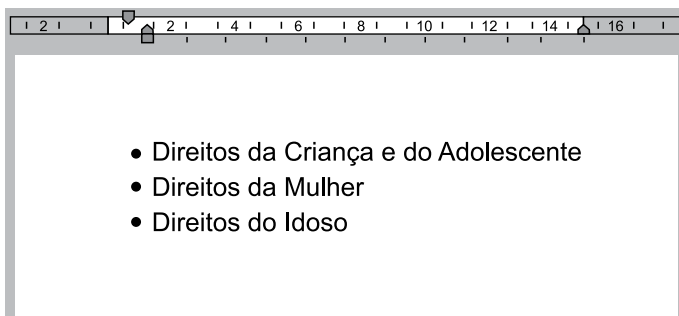 2 2 4 6 8 10 12 14 16
• Direitos da Criança e do Adolescente
• Direitos da Mulher
• Direitos do Idoso